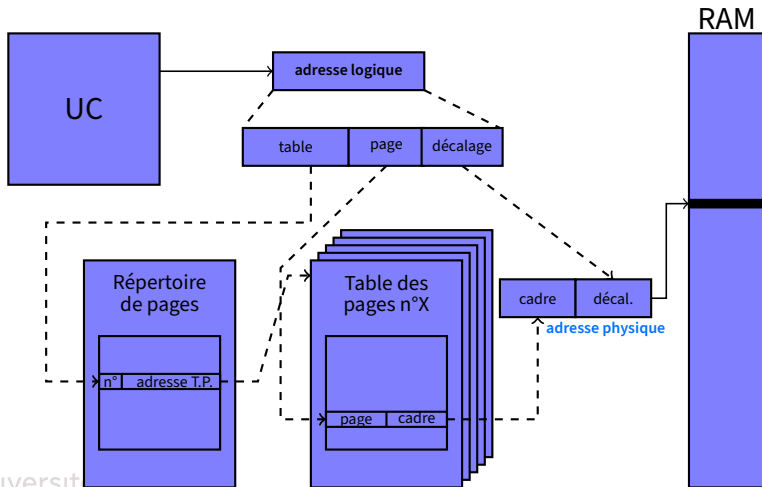 RAM
UC
adresse logique
table
page
décalage
Répertoire
de pages
n°
adresse T.P.
Table des
pages n°X
page
cadre
cadre
décal.
adresse physique